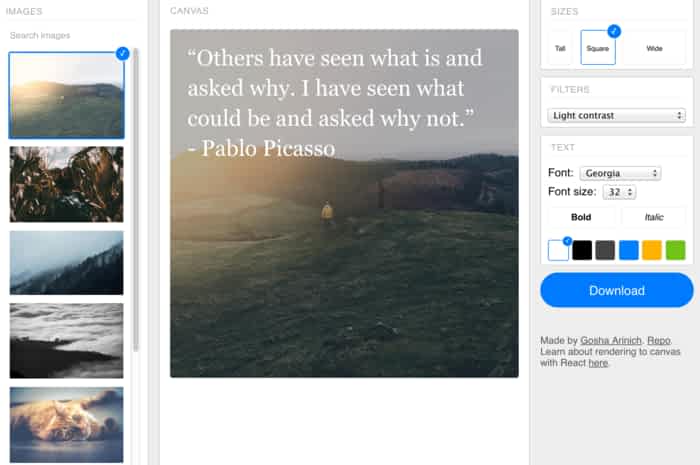 IMAGES
Search images
CANVAS
“Others have seen what is and
asked why. I have seen what
could be and asked why not.”
- Pablo Picasso
SIZES
Tall
Square
Wide
FILTERS
Light contrast
TEXT
Font: Georgia
Font size: 32
Bold
Italic
Download
Made by Gosha Arinich. Repo.
Learn about rendering to canvas
with React here.